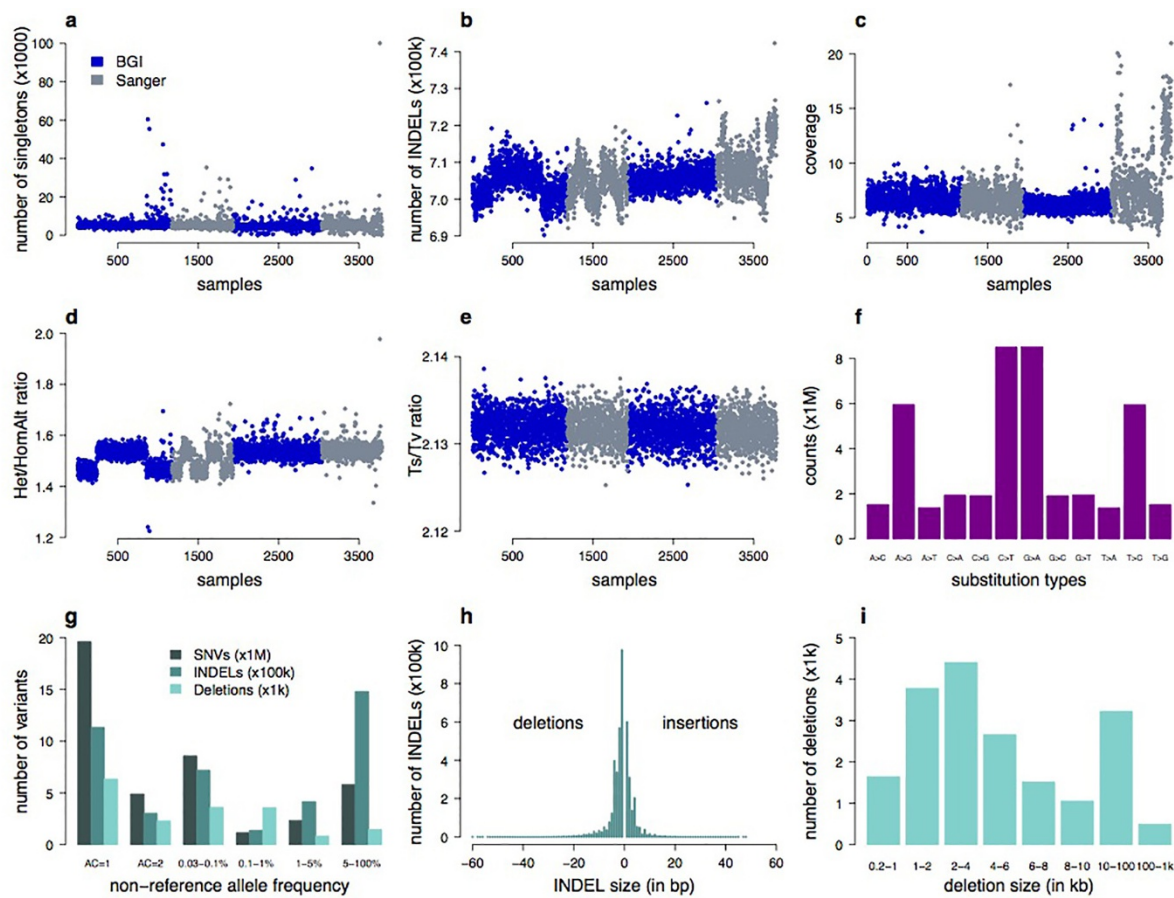 a
number of singletons (x1000)
100
80
60
40
20
0
BGI
Sanger
500 1500 2500 3500
samples
b
number of INDELs (x100k)
7.4
7.3
7.2
7.1
7.0
6.9
500 1500 2500 3500
samples
c
coverage
20
15
10
5
0 500 1500 2500 3500
samples
d
Het/HomAlt ratio
2.0
1.8
1.6
1.4
1.2
500 1500 2500 3500
samples
e
Ts/Tv ratio
2.14
2.13
2.12
500 1500 2500 3500
samples
f
counts (x1M)
8
6
4
2
0
A>C A>G A>T C>A C>G C>T G>A G>C G>T T>A T>C T>G
substitution types
g
number of variants
20
15
10
5
0
SNVs (x1M)
INDELs (x100k)
Deletions (x1k)
AC=1 AC=2 0.03-0.1% 0.1-1% 1-5% 5-100%
non-reference allele frequency
h
number of INDELs (x100k)
10
8
6
4
2
0
deletions insertions
-60 -40 -20 0 20 40 60
INDEL size (in bp)
i
number of deletions (x1k)
5
4
3
2
1
0
0.2-1 1-2 2-4 4-6 6-8 8-10 10-100 100-1k
deletion size (in kb)